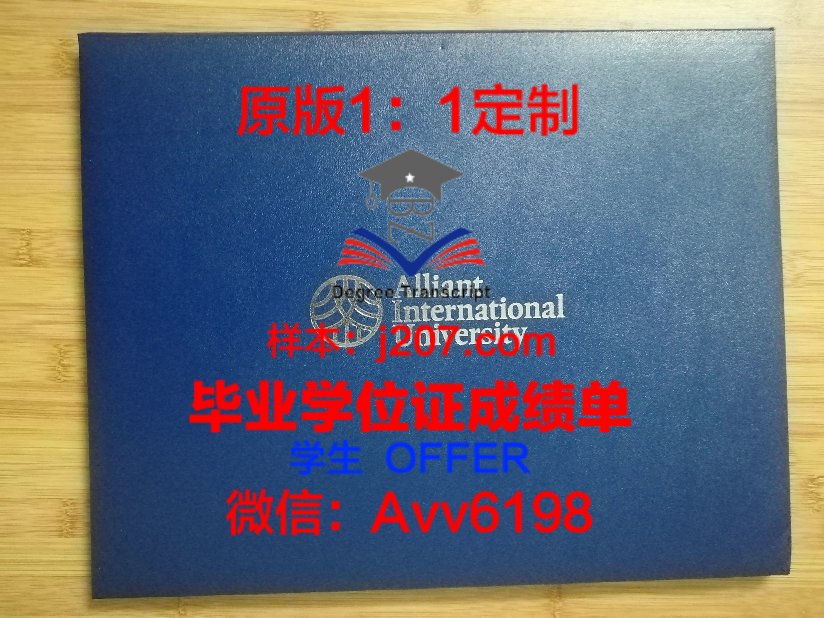 原版1：1定制
BZ
Degree Transcript
Alliant
International
University
样本：j207.com
毕业学位证成绩单
学生 OFFER
微信：Avv6198